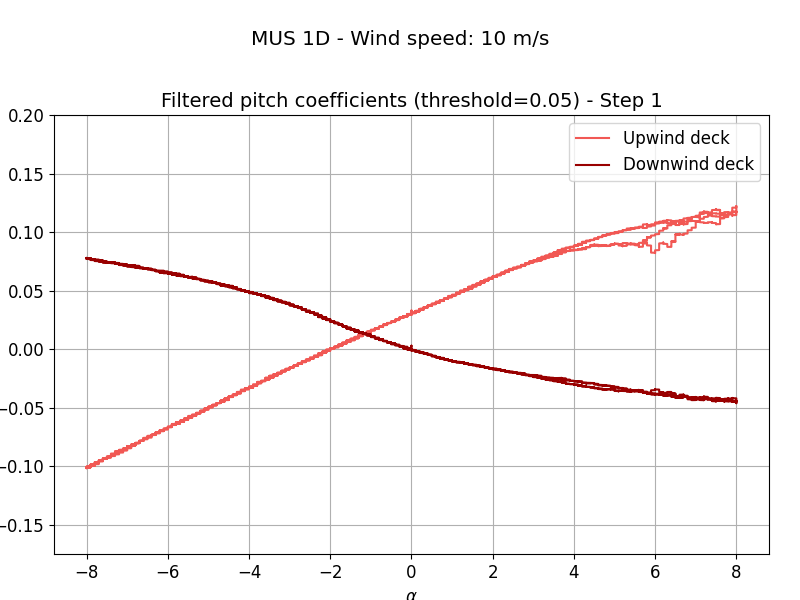 MUS 1D - Wind speed: 10 m/s
Filtered pitch coefficients (threshold=0.05) - Step 1
Upwind deck
Downwind deck
0.20
0.15
0.10
0.05
0.00
−0.05
−0.10
−0.15
−8 −6 −4 −2 0 2 4 6 8
α